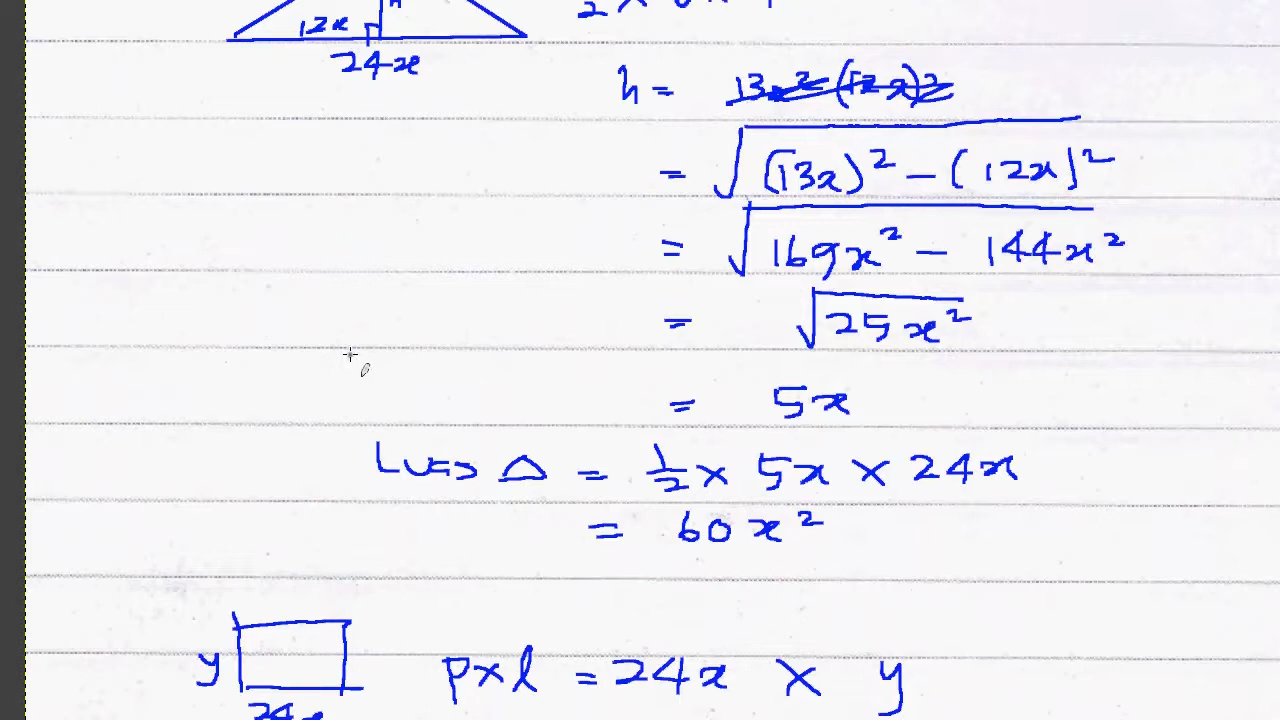 12x
24x
h = 13x² (12x)²
= √((13x)² - (12x)²)
= √(169x² - 144x²)
= √(25x²)
= 5x
Luas △ = 1/2 × 5x × 24x
= 60x²
y
p×l = 24x × y
24x